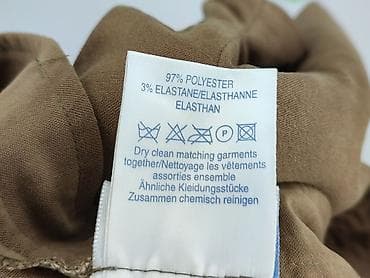 97% POLYESTER
3% ELASTANE/ELASTHANNE
ELASTHAN
P
Dry clean matching garments
together/Nettoyage les vêtements
assorties ensemble
Ähnliche Kleidungsstücke
Zusammen chemisch reinigen